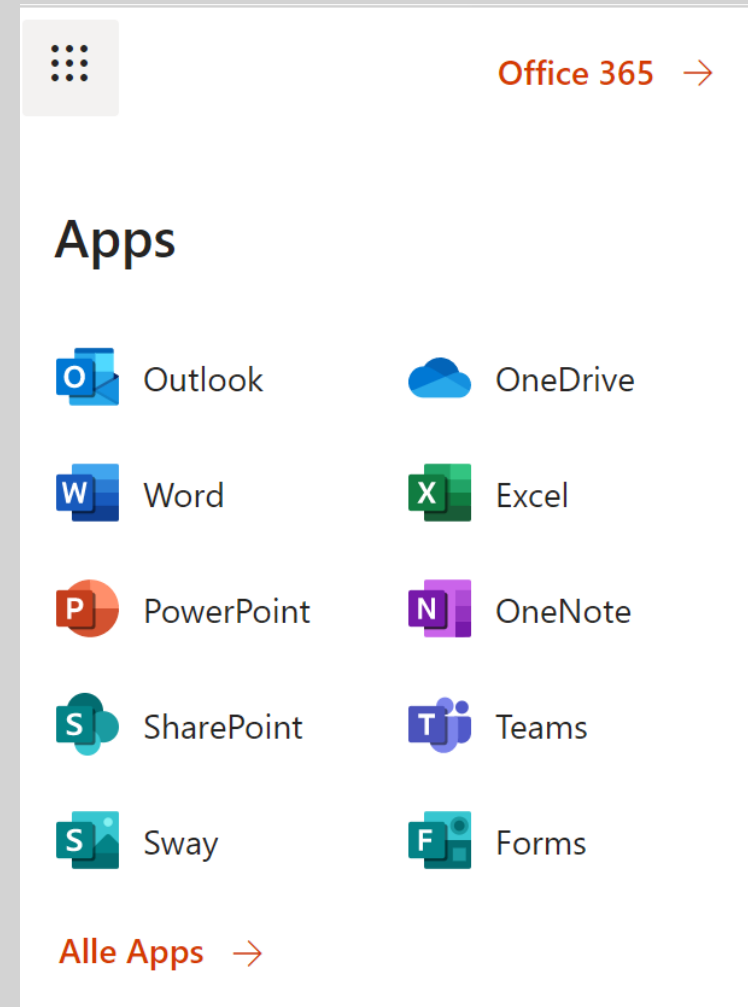 Office 365
Apps
Outlook
OneDrive
Word
Excel
PowerPoint
OneNote
SharePoint
Teams
Sway
Forms
Alle Apps